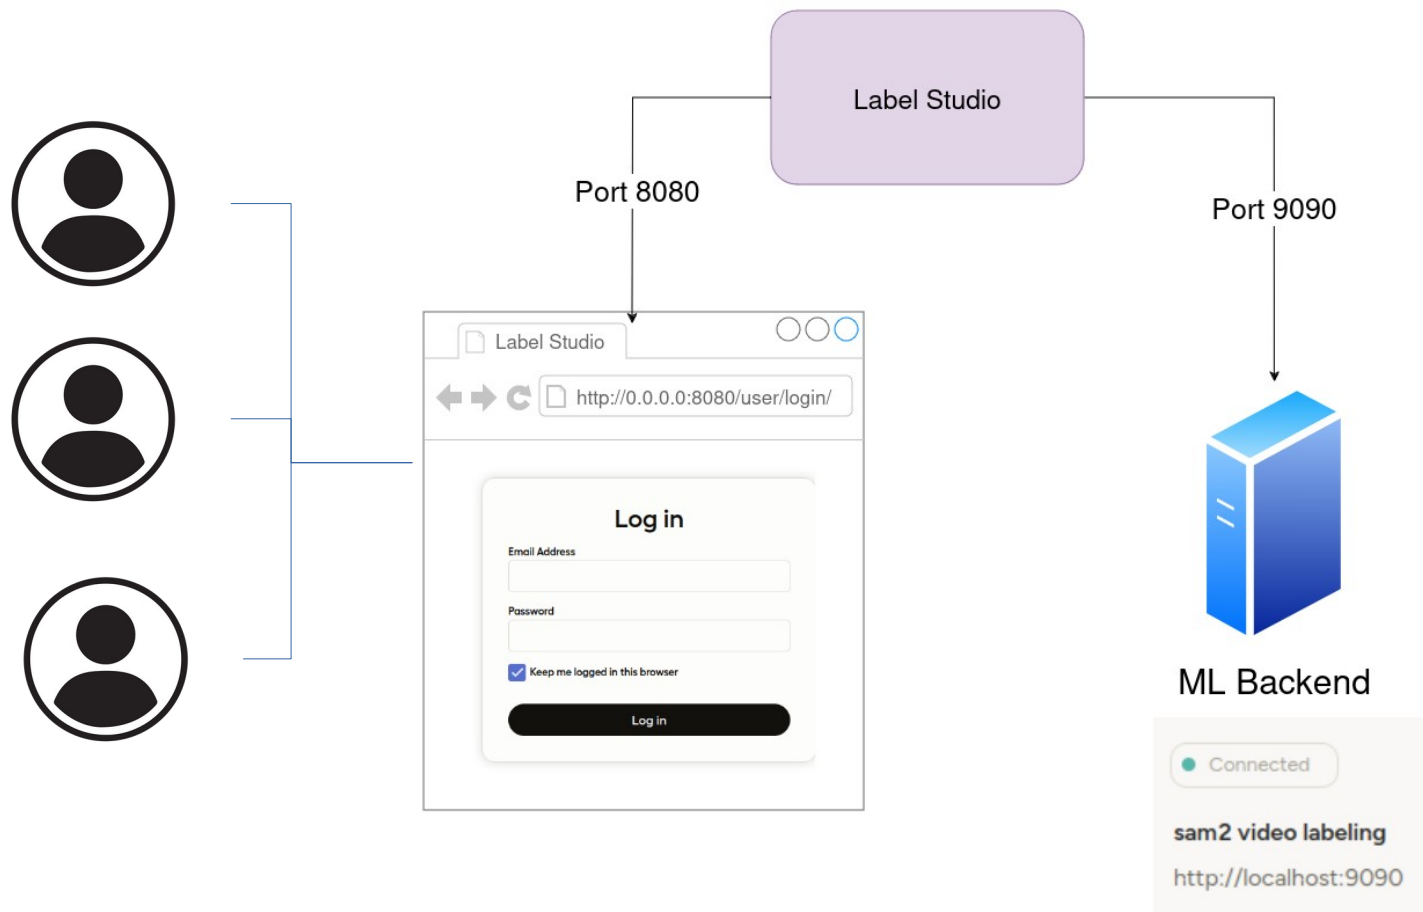 Label Studio
Port 8080
Port 9090
Label Studio
http://0.0.0.0:8080/user/login/
Log in
Email Address
Password
Keep me logged in this browser
Log in
ML Backend
Connected
sam2 video labeling
http://localhost:9090